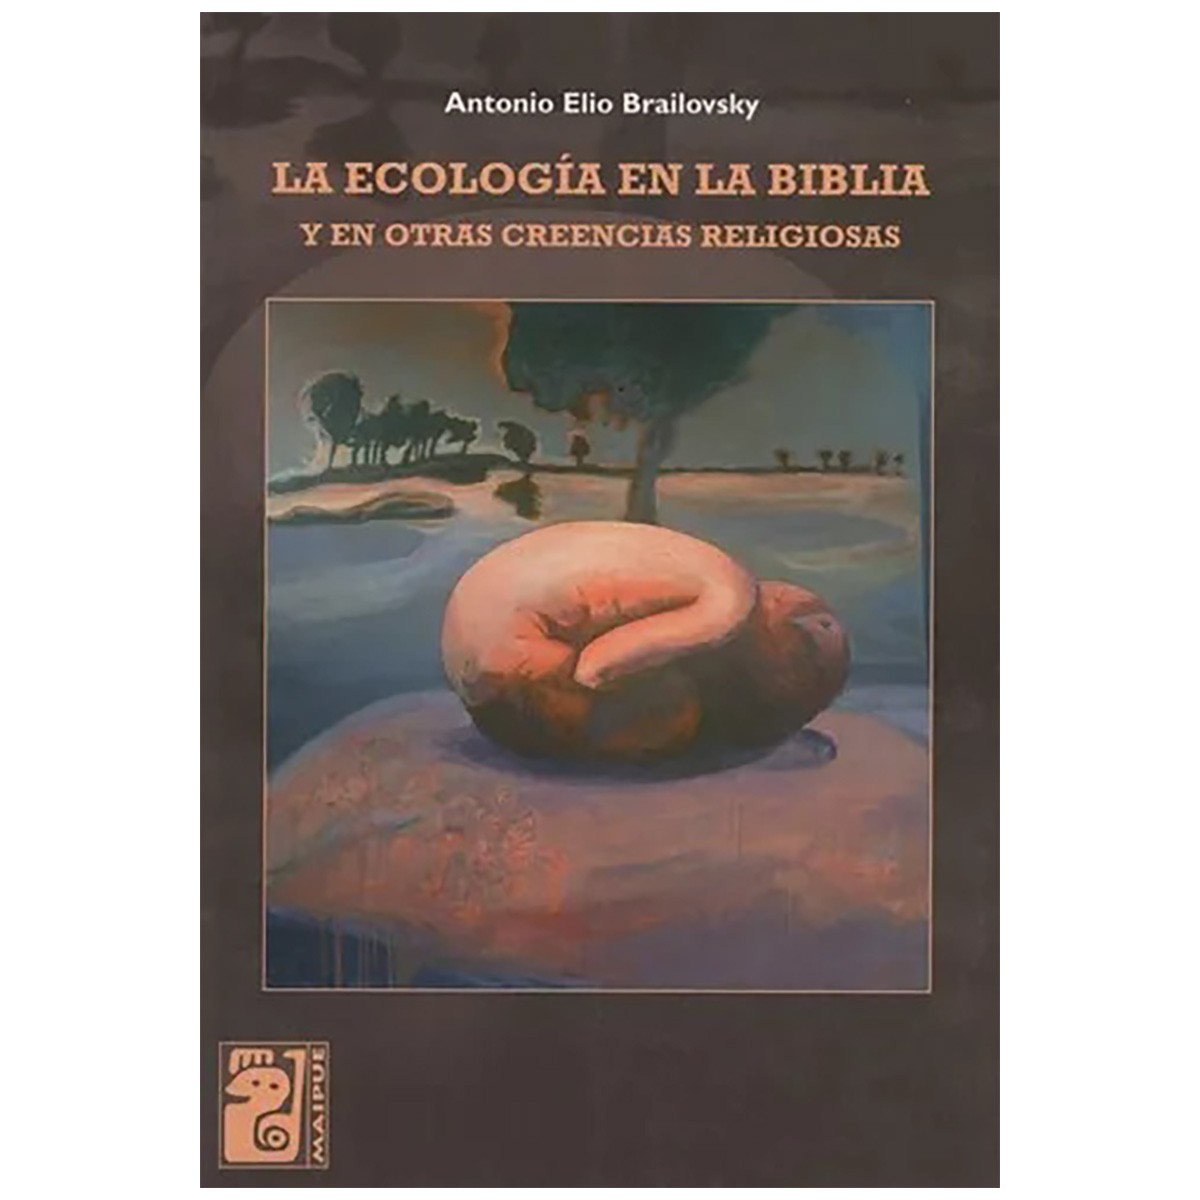 Antonio Elio Brailovsky
LA ECOLOGÍA EN LA BIBLIA
Y EN OTRAS CREENCIAS RELIGIOSAS
MAIPUE